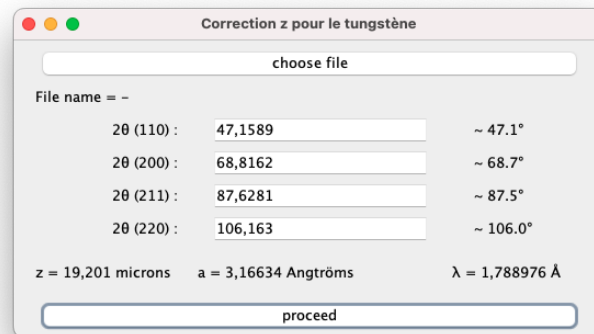 Correction z pour le tungstène
choose file
File name = -
2θ (110) : 47,1589 ~ 47.1°
2θ (200) : 68,8162 ~ 68.7°
2θ (211) : 87,6281 ~ 87.5°
2θ (220) : 106,163 ~ 106.0°
z = 19,201 microns a = 3,16634 Angtröms λ = 1,788976 Å
proceed